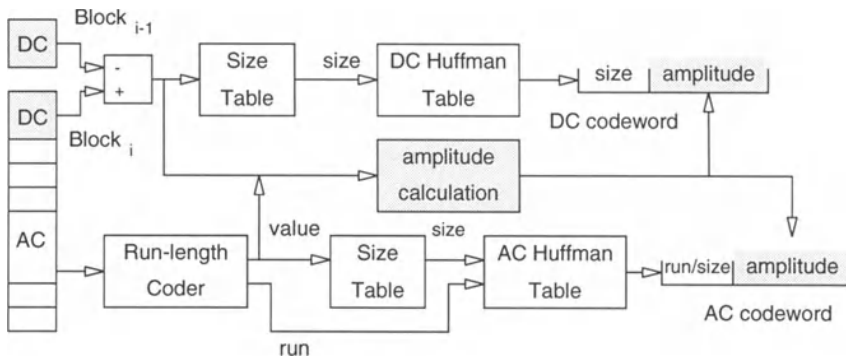 Block i-1
DC
-
+
Size
Table
size
DC Huffman
Table
size
amplitude
DC codeword
DC
Block i
amplitude
calculation
AC
Run-length
Coder
value
Size
Table
size
AC Huffman
Table
run/size
amplitude
AC codeword
run